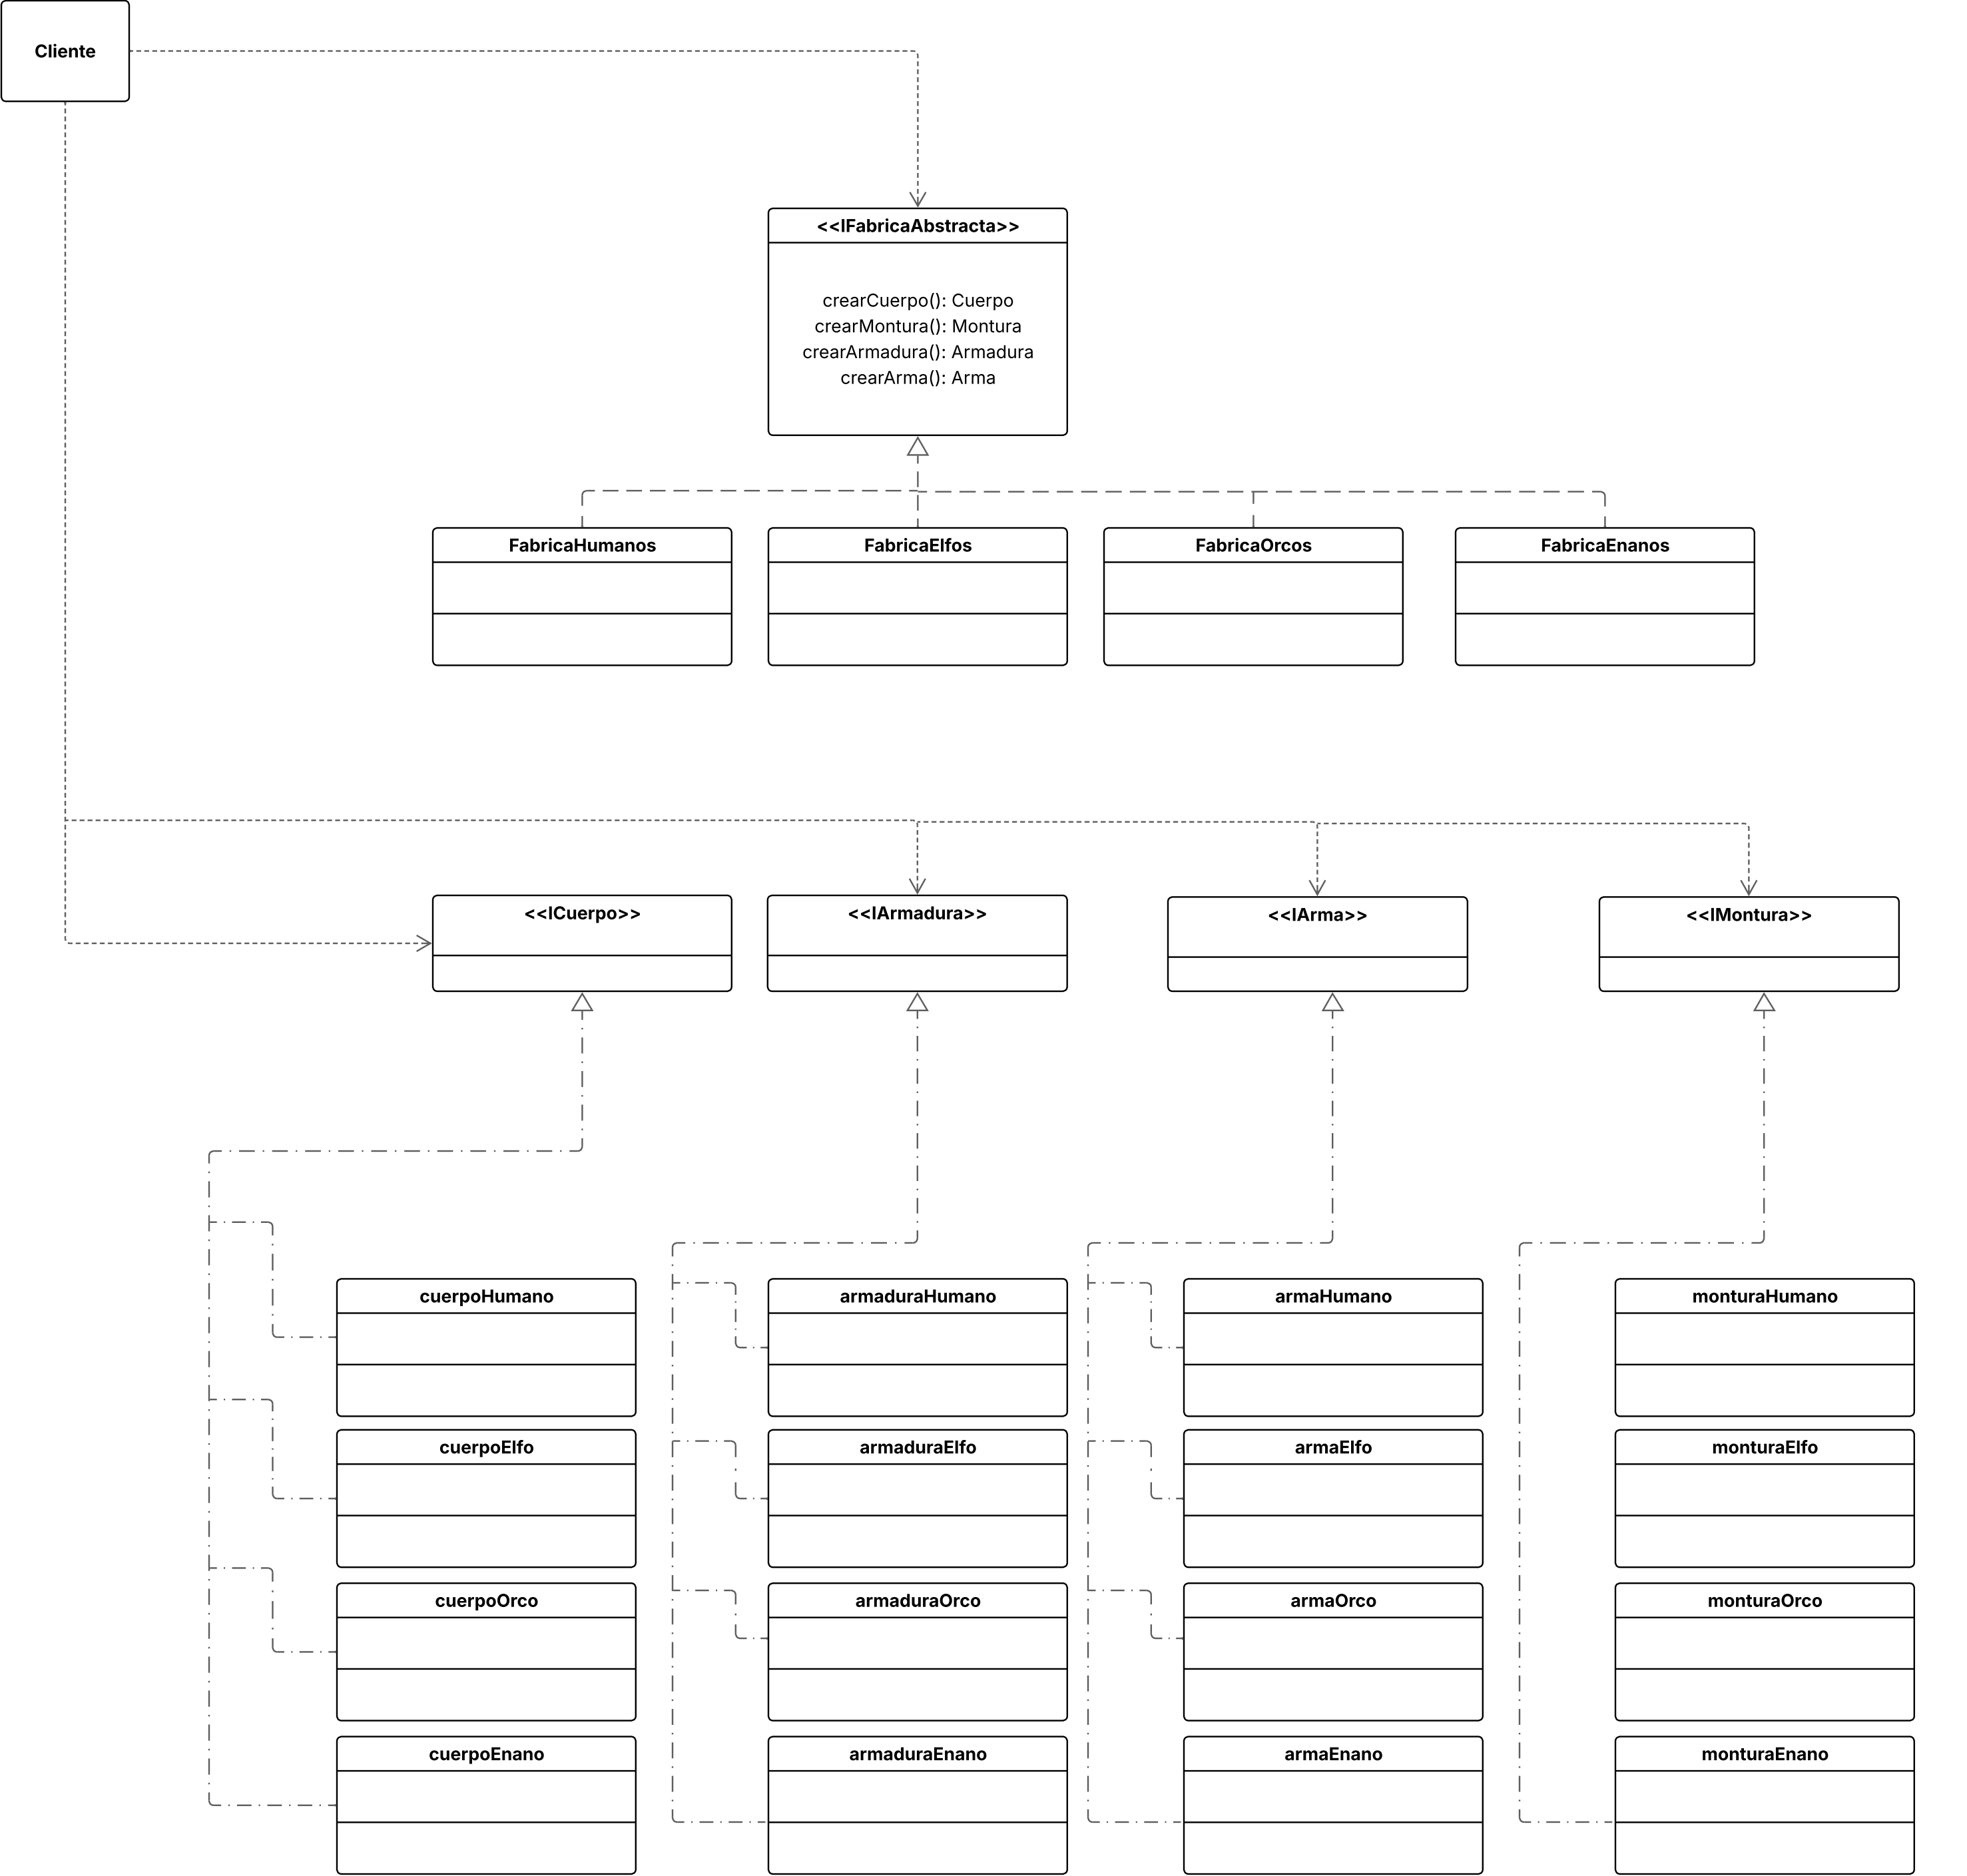 Cliente
<<IFabricaAbstracta>>
crearCuerpo(): Cuerpo
crearMontura(): Montura
crearArmadura(): Armadura
crearArma(): Arma
FabricaHumanos
FabricaElfos
FabricaOrcos
FabricaEnanos
<<ICuerpo>>
<<IArmadura>>
<<IArma>>
<<IMontura>>
cuerpoHumano
armaduraHumano
armaHumano
monturaHumano
cuerpoElfo
armaduraElfo
armaElfo
monturaElfo
cuerpoOrco
armaduraOrco
armaOrco
monturaOrco
cuerpoEnano
armaduraEnano
armaEnano
monturaEnano